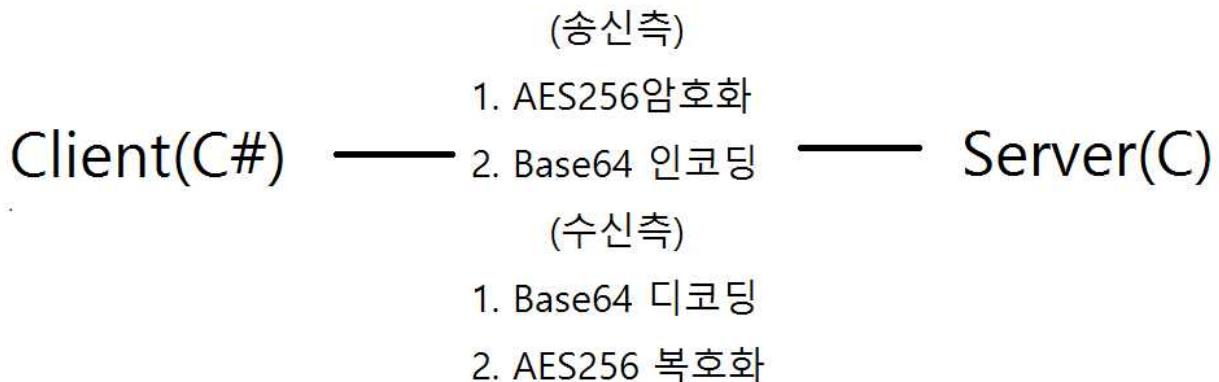 (송신측)
1. AES256암호화
Client(C#)
2. Base64 인코딩
Server(C)
(수신측)
1. Base64 디코딩
2. AES256 복호화